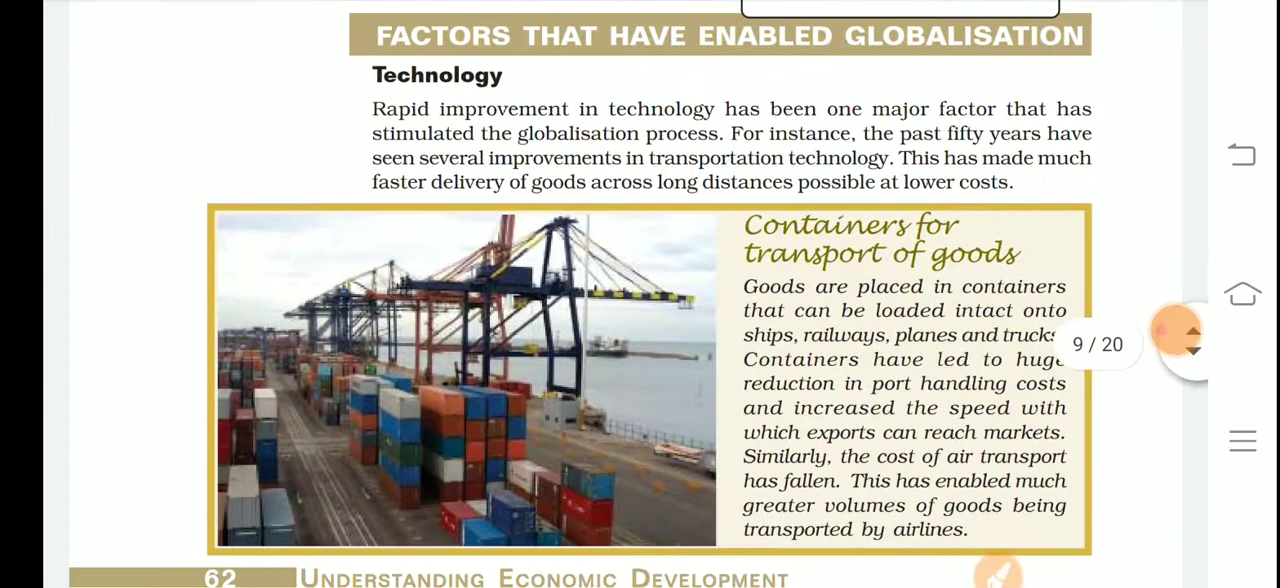 FACTORS THAT HAVE ENABLED GLOBALISATION
Technology
Rapid improvement in technology has been one major factor that has
stimulated the globalisation process. For instance, the past fifty years have
seen several improvements in transportation technology. This has made much
faster delivery of goods across long distances possible at lower costs.
Containers for
transport of goods
Goods are placed in containers
that can be loaded intact onto
ships, railways, planes and trucks
Containers have led to huge
reduction in port handling costs
and increased the speed with
which exports can reach markets.
Similarly, the cost of air transport
has fallen. This has enabled much
greater volumes of goods being
transported by airlines.
9 / 20
62 UNDERSTANDING ECONOMIC DEVELOPMENT